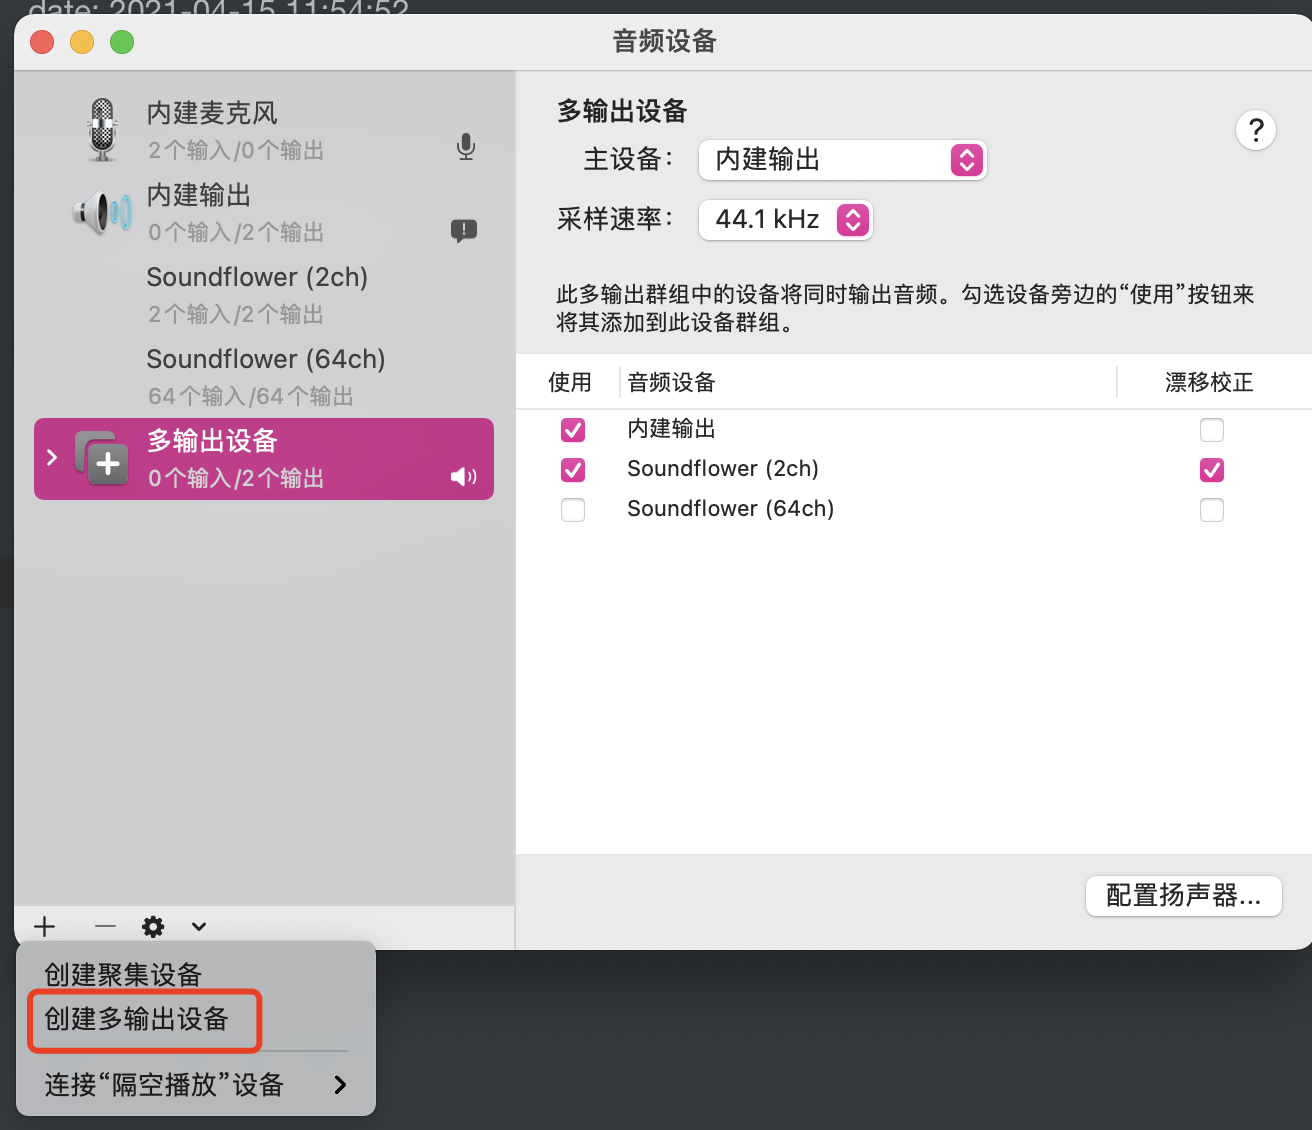 date: 2021-04-15 11:54:52
音频设备
内建麦克风
2个输入/0个输出
内建输出
0个输入/2个输出
Soundflower (2ch)
2个输入/2个输出
Soundflower (64ch)
64个输入/64个输出
多输出设备
0个输入/2个输出
多输出设备
?
主设备：
内建输出
采样速率：
44.1 kHz
此多输出群组中的设备将同时输出音频。勾选设备旁边的“使用”按钮来
将其添加到此设备群组。
使用 音频设备 漂移校正
内建输出
Soundflower (2ch)
Soundflower (64ch)
配置扬声器...
创建聚集设备
创建多输出设备
连接“隔空播放”设备